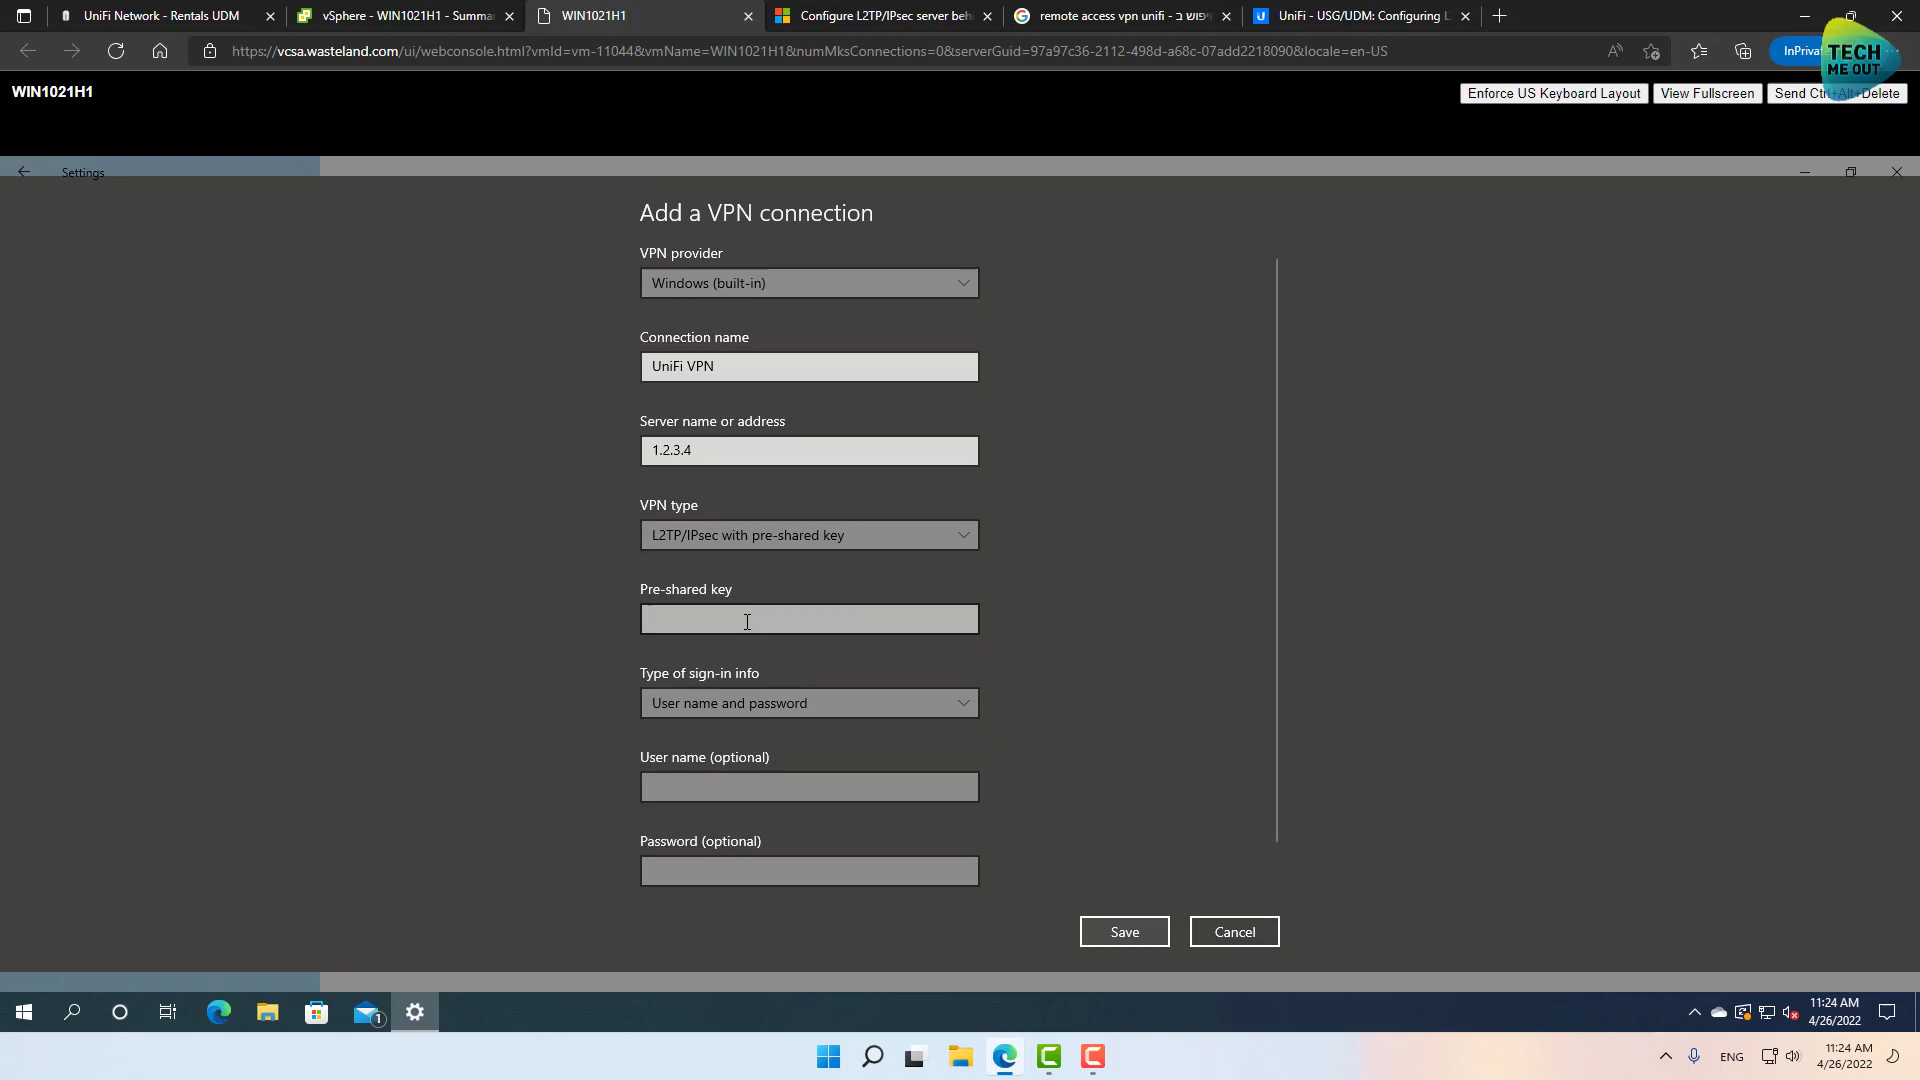 UniFi Network - Rentals UDM
vSphere - WIN1021H1 - Summa
WIN1021H1
Configure L2TP/IPsec server behi
remote access vpn unifi - חיפוש ב
UniFi - USG/UDM: Configuring L
https://vcsa.wasteland.com/ui/webconsole.html?vmId=vm-11044&vmName=WIN1021H1&numMksConnections=0&serverGuid=97a97c36-2112-498d-a68c-07add2218090&locale=en-US
InPrivate
TECH
ME OUT
WIN1021H1
Enforce US Keyboard Layout
View Fullscreen
Send Ctrl+Alt+Delete
Settings
Add a VPN connection
VPN provider
Windows (built-in)
Connection name
UniFi VPN
Server name or address
1.2.3.4
VPN type
L2TP/IPsec with pre-shared key
Pre-shared key
Type of sign-in info
User name and password
User name (optional)
Password (optional)
Save
Cancel
1
11:24 AM
4/26/2022
ENG
11:24 AM
4/26/2022